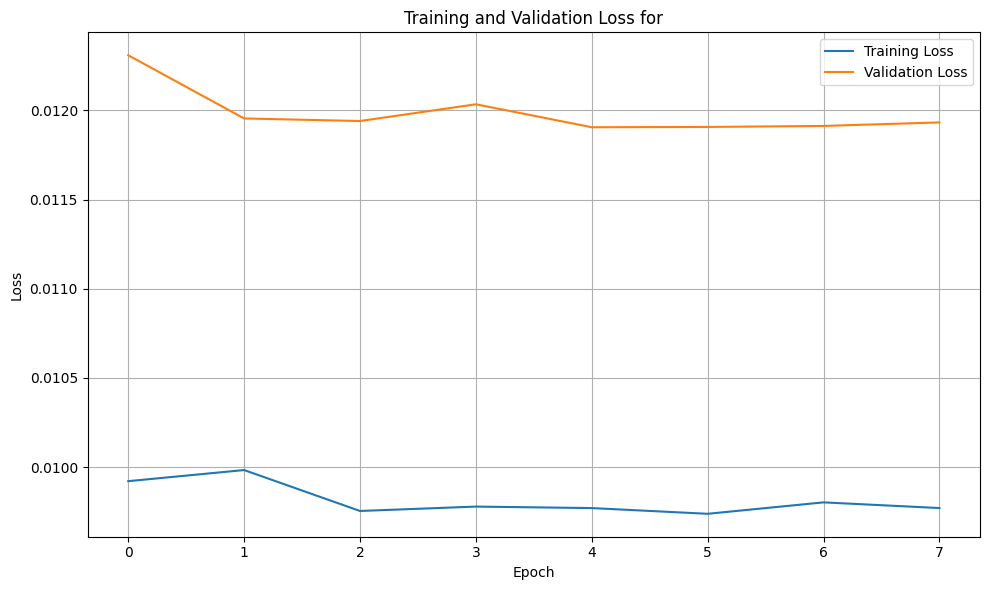 Training and Validation Loss for
Training Loss
Validation Loss
0.0120
0.0115
0.0110
0.0105
0.0100
Loss
0 1 2 3 4 5 6 7
Epoch